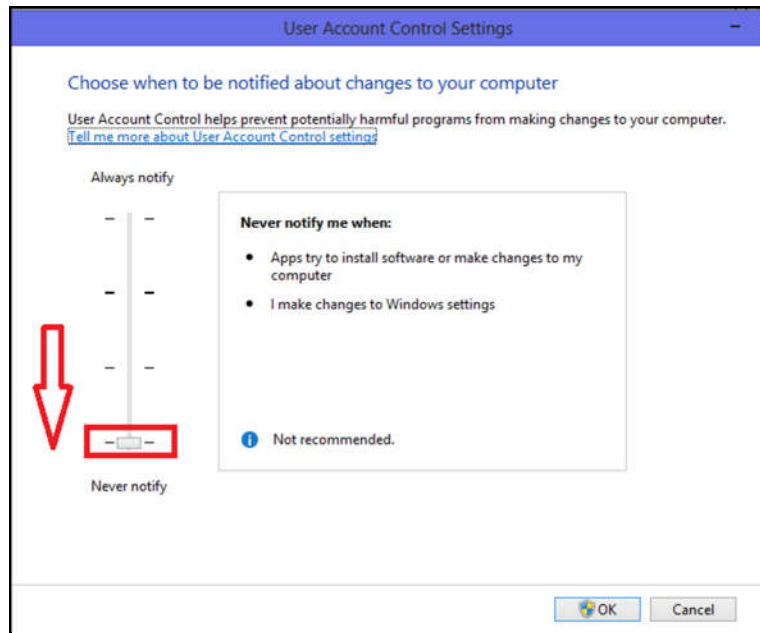 User Account Control Settings
Choose when to be notified about changes to your computer
User Account Control helps prevent potentially harmful programs from making changes to your computer.
Tell me more about User Account Control settings
Always notify
Never notify me when:
Apps try to install software or make changes to my
computer
I make changes to Windows settings
Not recommended.
Never notify
OK
Cancel